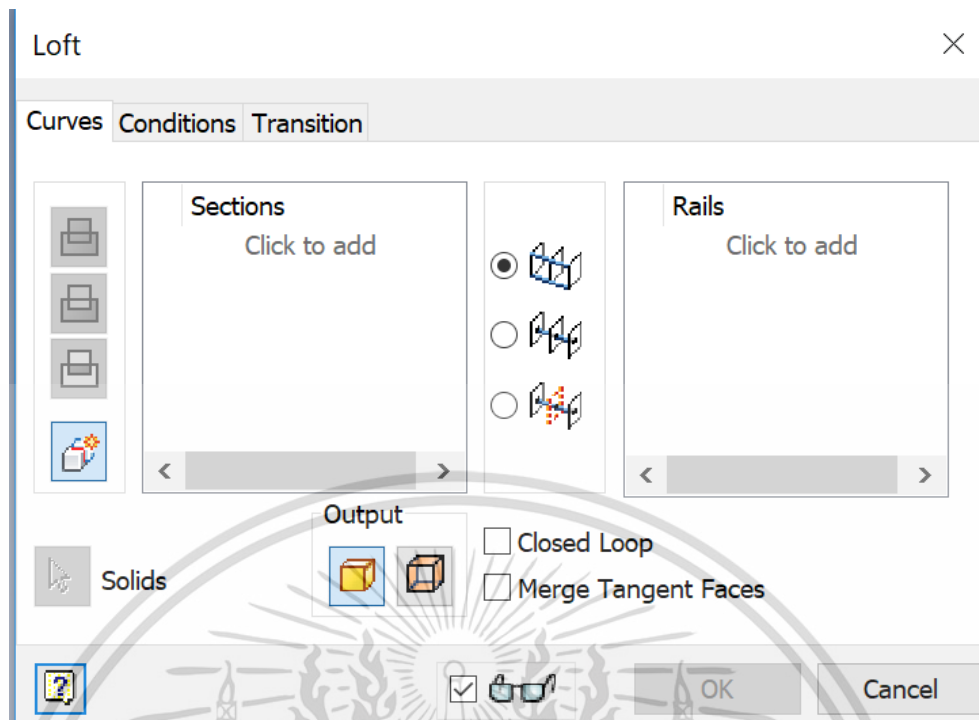 Loft
Curves Conditions Transition
Sections
Click to add
Rails
Click to add
Output
Solids
Closed Loop
Merge Tangent Faces
OK
Cancel